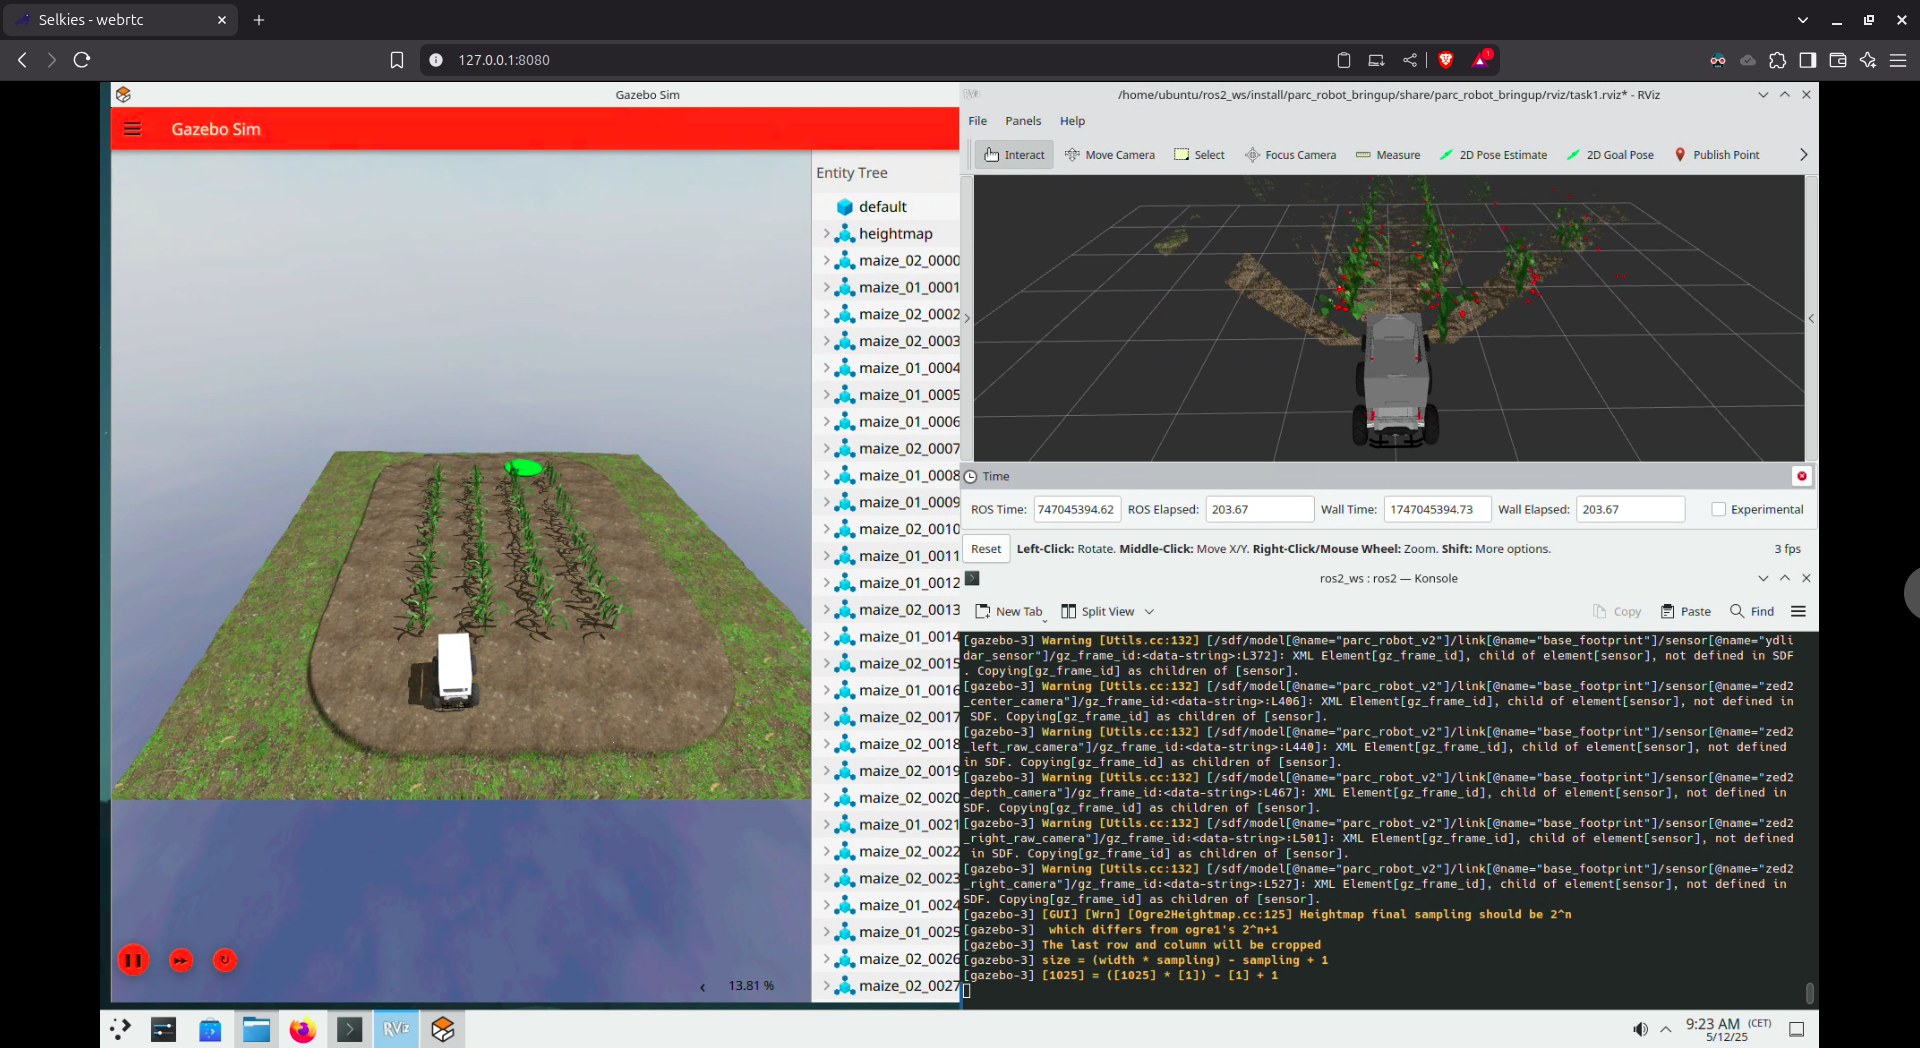 Selkies - webrtc
127.0.0.1:8080
1
Gazebo Sim
Gazebo Sim
Entity Tree
default
heightmap
maize_02_0000
maize_01_0001
maize_02_0002
maize_02_0003
maize_01_0004
maize_01_0005
maize_01_0006
maize_02_0007
maize_01_0008
maize_01_0009
maize_02_0010
maize_01_0011
maize_01_0012
maize_02_0013
maize_01_0014
maize_02_0015
maize_01_0016
maize_02_0017
maize_02_0018
maize_02_0019
maize_02_0020
maize_01_0021
maize_02_0022
maize_02_0023
maize_01_0024
maize_01_0025
maize_02_0026
maize_02_0027
13.81 %
/home/ubuntu/ros2_ws/install/parc_robot_bringup/share/parc_robot_bringup/rviz/task1.rviz* - RViz
File Panels Help
Interact Move Camera Select Focus Camera Measure 2D Pose Estimate 2D Goal Pose Publish Point
Time
ROS Time: 747045394.62 ROS Elapsed: 203.67 Wall Time: 1747045394.73 Wall Elapsed: 203.67 Experimental
Reset Left-Click: Rotate. Middle-Click: Move X/Y. Right-Click/Mouse Wheel: Zoom. Shift: More options. 3 fps
ros2_ws : ros2 — Konsole
New Tab Split View Copy Paste Find
[gazebo-3] Warning [Utils.cc:132] [/sdf/model[@name="parc_robot_v2"]/link[@name="base_footprint"]/sensor[@name="ydli
dar_sensor"]/gz_frame_id:<data-string>:L372]: XML Element[gz_frame_id], child of element[sensor], not defined in SDF
. Copying[gz_frame_id] as children of [sensor].
[gazebo-3] Warning [Utils.cc:132] [/sdf/model[@name="parc_robot_v2"]/link[@name="base_footprint"]/sensor[@name="zed2
_center_camera"]/gz_frame_id:<data-string>:L406]: XML Element[gz_frame_id], child of element[sensor], not defined in
 SDF. Copying[gz_frame_id] as children of [sensor].
[gazebo-3] Warning [Utils.cc:132] [/sdf/model[@name="parc_robot_v2"]/link[@name="base_footprint"]/sensor[@name="zed2
_left_raw_camera"]/gz_frame_id:<data-string>:L440]: XML Element[gz_frame_id], child of element[sensor], not defined
in SDF. Copying[gz_frame_id] as children of [sensor].
[gazebo-3] Warning [Utils.cc:132] [/sdf/model[@name="parc_robot_v2"]/link[@name="base_footprint"]/sensor[@name="zed2
_depth_camera"]/gz_frame_id:<data-string>:L467]: XML Element[gz_frame_id], child of element[sensor], not defined in
SDF. Copying[gz_frame_id] as children of [sensor].
[gazebo-3] Warning [Utils.cc:132] [/sdf/model[@name="parc_robot_v2"]/link[@name="base_footprint"]/sensor[@name="zed2
_right_raw_camera"]/gz_frame_id:<data-string>:L501]: XML Element[gz_frame_id], child of element[sensor], not defined
 in SDF. Copying[gz_frame_id] as children of [sensor].
[gazebo-3] Warning [Utils.cc:132] [/sdf/model[@name="parc_robot_v2"]/link[@name="base_footprint"]/sensor[@name="zed2
_right_camera"]/gz_frame_id:<data-string>:L527]: XML Element[gz_frame_id], child of element[sensor], not defined in
SDF. Copying[gz_frame_id] as children of [sensor].
[gazebo-3] [GUI] [Wrn] [Ogre2Heightmap.cc:125] Heightmap final sampling should be 2^n
[gazebo-3]  which differs from ogre1's 2^n+1
[gazebo-3] The last row and column will be cropped
[gazebo-3] size = (width * sampling) - sampling + 1
[gazebo-3] [1025] = ([1025] * [1]) - [1] + 1
RViz
9:23 AM (CET)
5/12/25